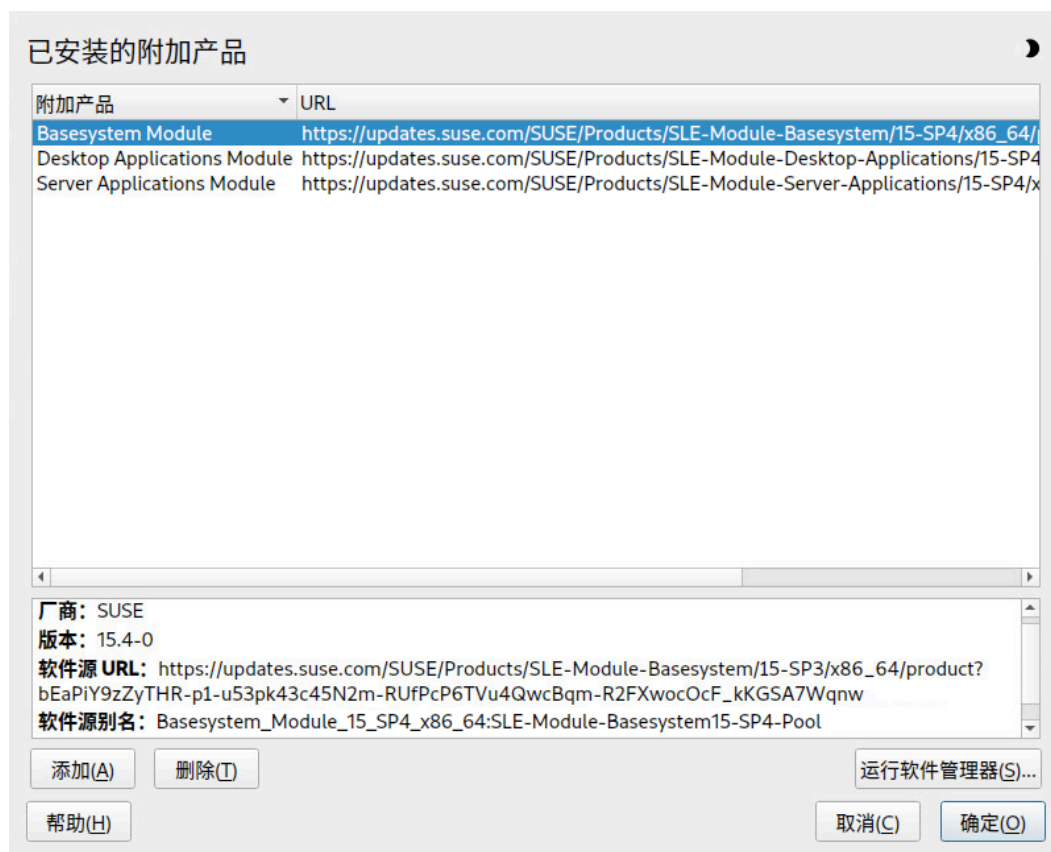 已安装的附加产品
附加产品 URL
Basesystem Module https://updates.suse.com/SUSE/Products/SLE-Module-Basesystem/15-SP4/x86_64/
Desktop Applications Module https://updates.suse.com/SUSE/Products/SLE-Module-Desktop-Applications/15-SP4
Server Applications Module https://updates.suse.com/SUSE/Products/SLE-Module-Server-Applications/15-SP4/x
厂商：SUSE
版本：15.4-0
软件源 URL：https://updates.suse.com/SUSE/Products/SLE-Module-Basesystem/15-SP3/x86_64/product?
bEaPiY9zZyTHR-p1-u53pk43c45N2m-RUfPcP6TVu4QwcBqm-R2FXwocOcF_kKGSA7Wqnw
软件源别名：Basesystem_Module_15_SP4_x86_64:SLE-Module-Basesystem15-SP4-Pool
添加(A) 删除(T) 运行软件管理器(S)...
帮助(H) 取消(C) 确定(O)